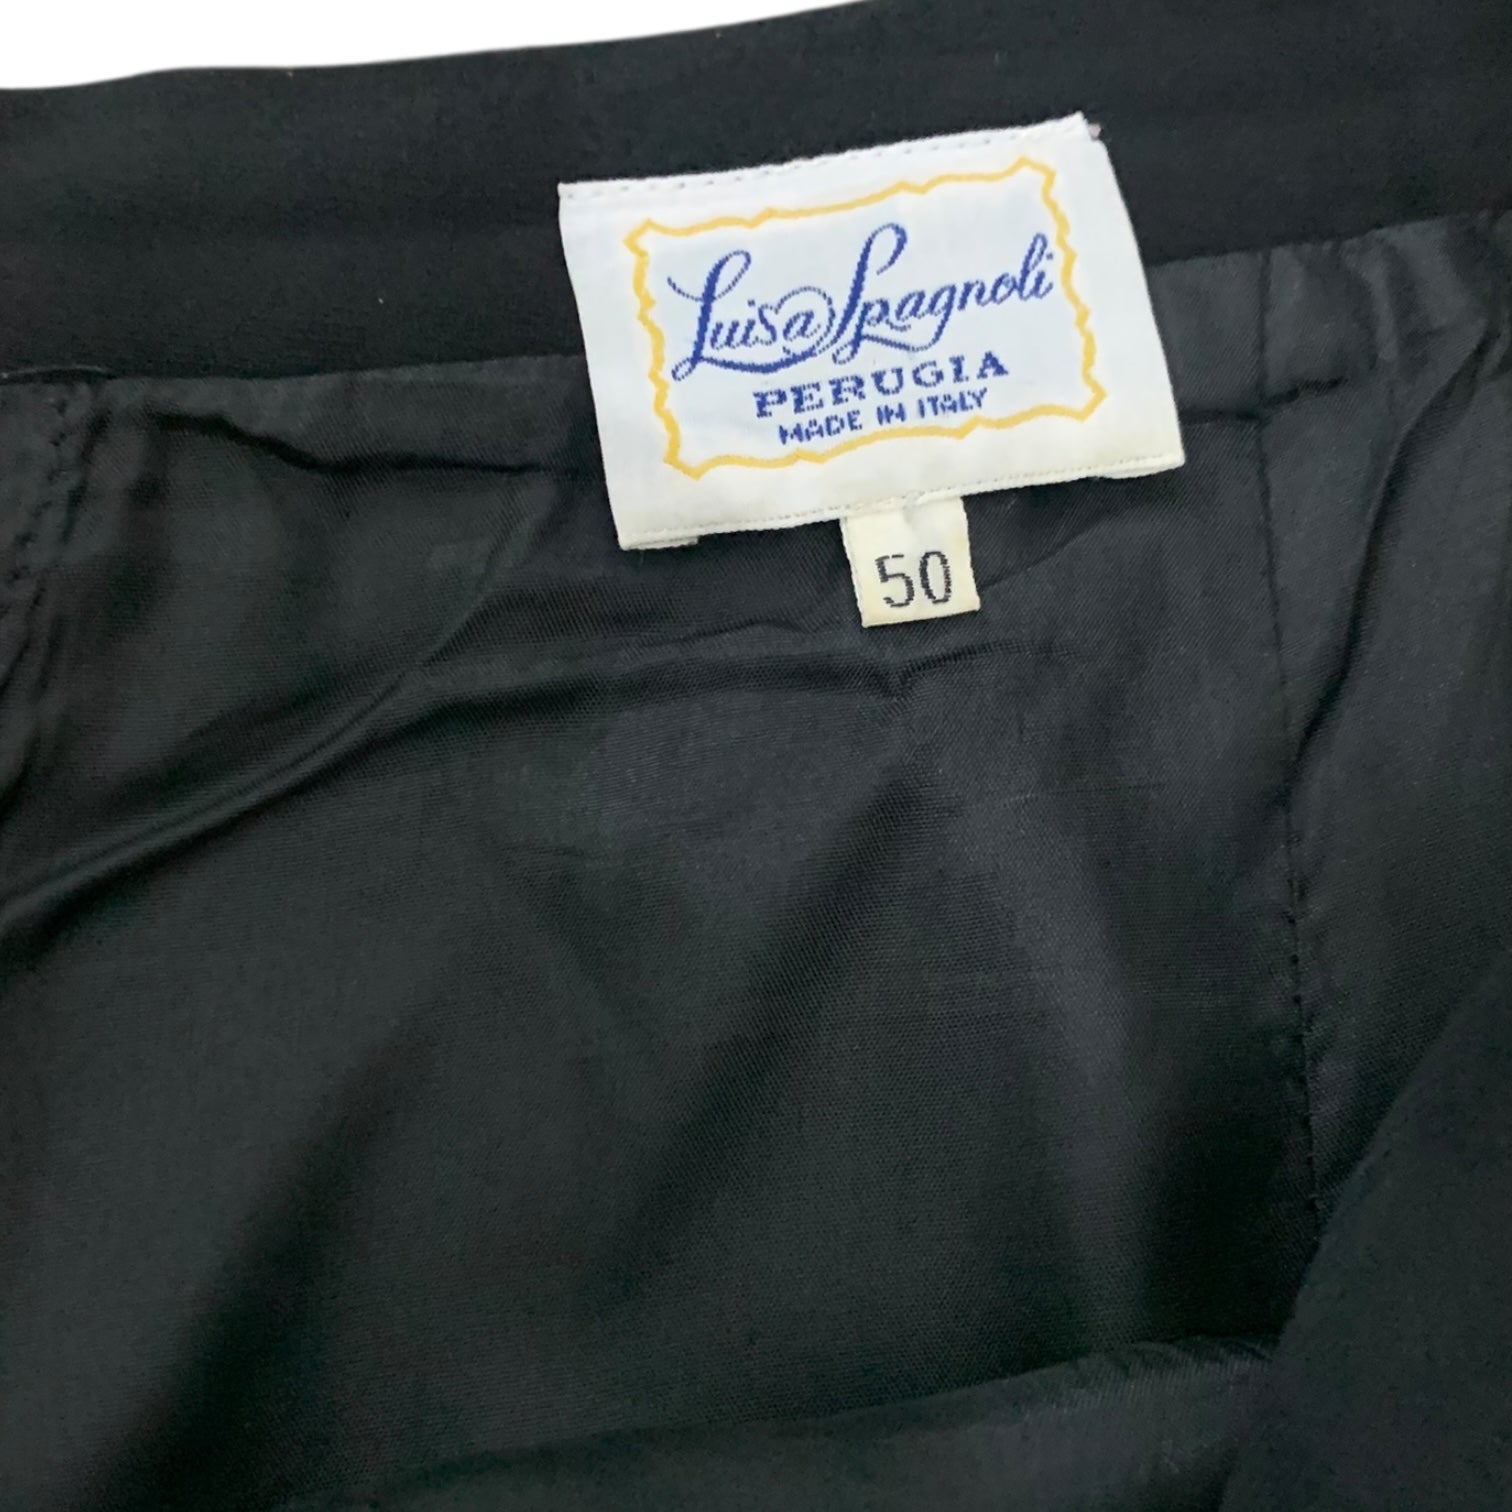 Luisa Spagnoli
PERUGIA
MADE IN ITALY
50